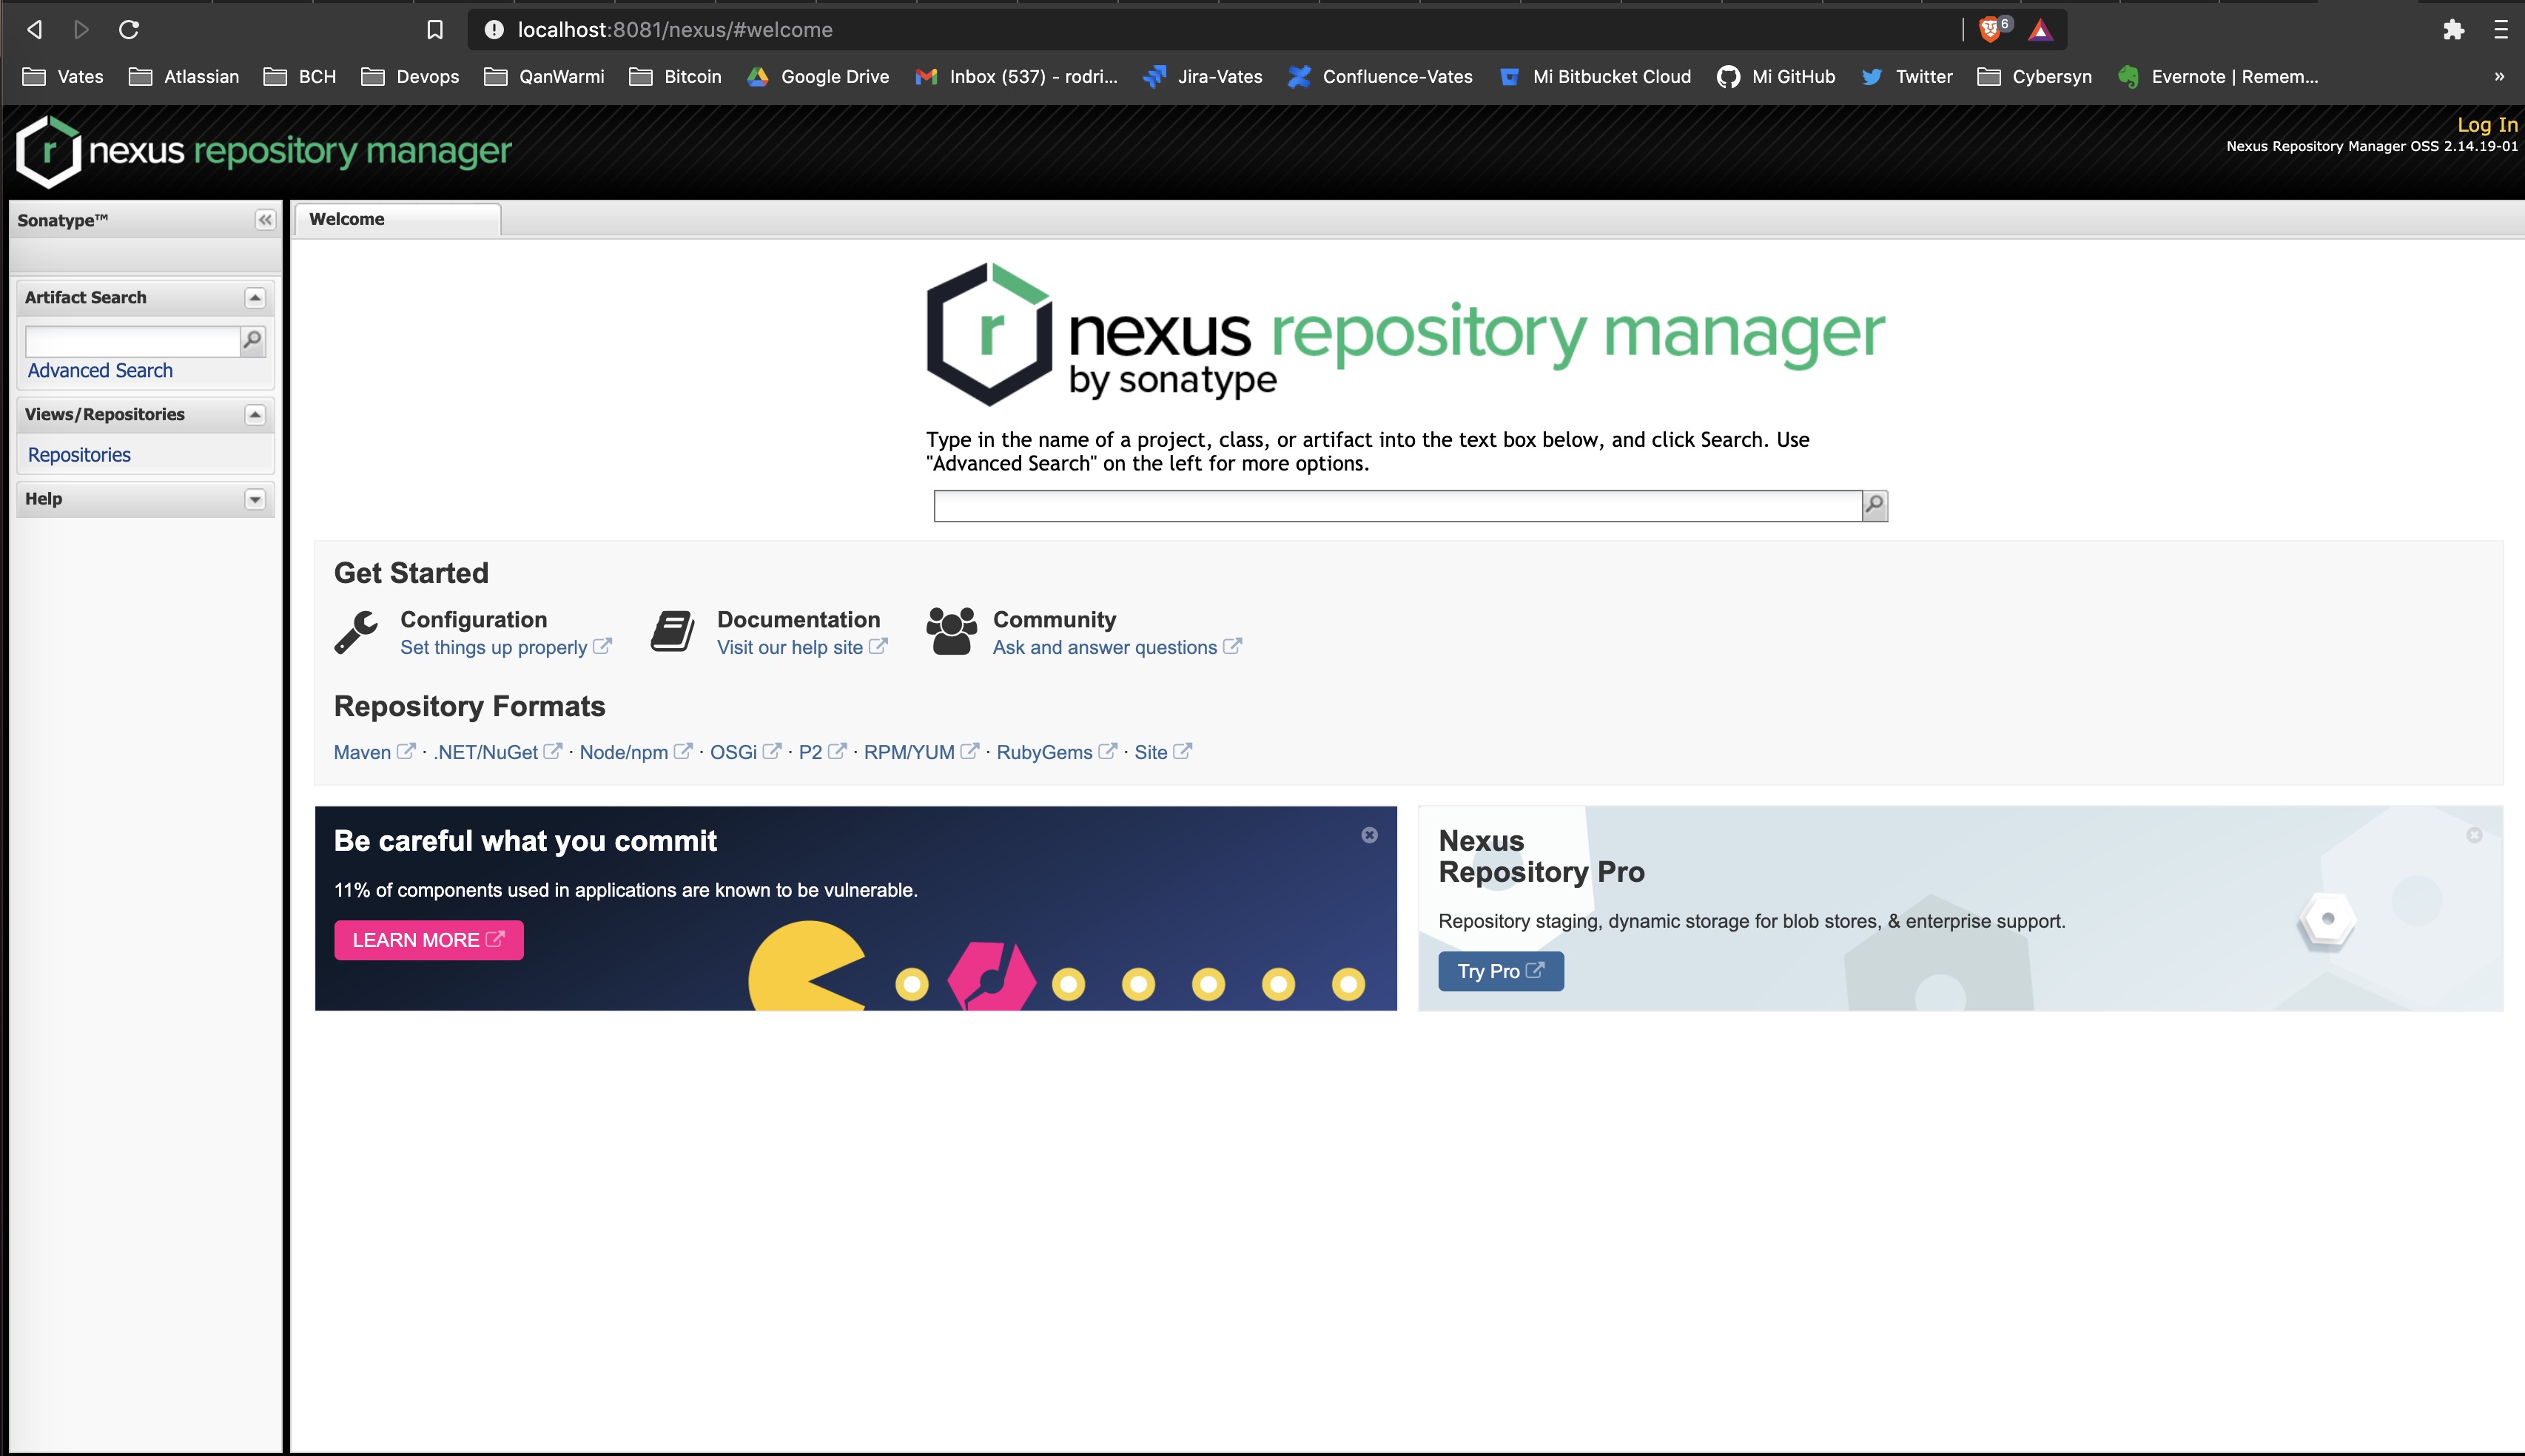 localhost:8081/nexus/#welcome
6
Vates Atlassian BCH Devops QanWarmi Bitcoin Google Drive Inbox (537) - rodri... Jira-Vates Confluence-Vates Mi Bitbucket Cloud Mi GitHub Twitter Cybersyn Evernote | Remem... »
r nexus repository manager
Log In
Nexus Repository Manager OSS 2.14.19-01
Sonatype™
Welcome
Artifact Search
Advanced Search
Views/Repositories
Repositories
Help
r nexus repository manager
by sonatype
Type in the name of a project, class, or artifact into the text box below, and click Search. Use
"Advanced Search" on the left for more options.
Get Started
Configuration
Set things up properly
Documentation
Visit our help site
Community
Ask and answer questions
Repository Formats
Maven · .NET/NuGet · Node/npm · OSGi · P2 · RPM/YUM · RubyGems · Site
Be careful what you commit
11% of components used in applications are known to be vulnerable.
LEARN MORE
Nexus
Repository Pro
Repository staging, dynamic storage for blob stores, & enterprise support.
Try Pro